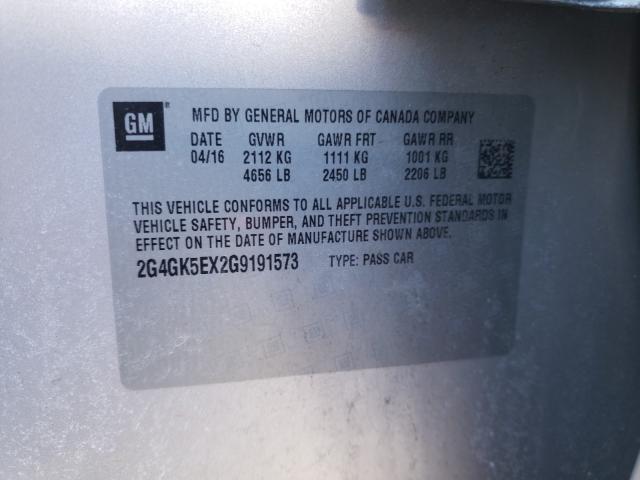 GM ® MFD BY GENERAL MOTORS OF CANADA COMPANY
DATE GVWR GAWR FRT GAWR RR
04/16 2112 KG 1111 KG 1001 KG
4656 LB 2450 LB 2206 LB
THIS VEHICLE CONFORMS TO ALL APPLICABLE U.S. FEDERAL MOTOR
VEHICLE SAFETY, BUMPER, AND THEFT PREVENTION STANDARDS IN
EFFECT ON THE DATE OF MANUFACTURE SHOWN ABOVE.
2G4GK5EX2G9191573 TYPE: PASS CAR